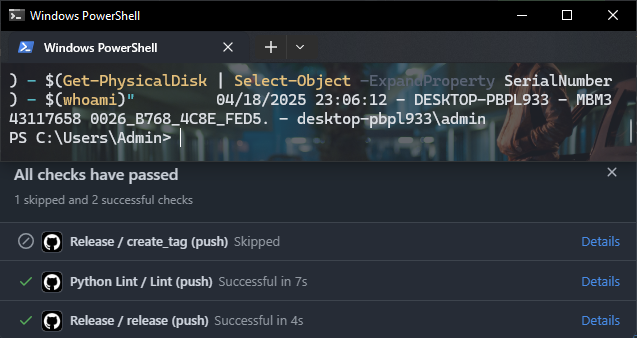 Windows PowerShell
Windows PowerShell
) - $(Get-PhysicalDisk | Select-Object -ExpandProperty SerialNumber
) - $(whoami)" 04/18/2025 23:06:12 - DESKTOP-PBPL933 - MBM3
43117658 0026_B768_4C8E_FED5. - desktop-pbpl933\admin
PS C:\Users\Admin>
All checks have passed
1 skipped and 2 successful checks
Release / create_tag (push) Skipped Details
Python Lint / Lint (push) Successful in 7s Details
Release / release (push) Successful in 4s Details